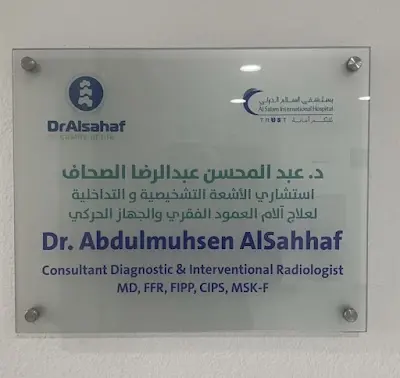 DrAlsahaf
مستشفى السلام الدولي
Al Salam International Hospital
TRUST
د. عبد المحسن عبدالرضا الصحاف
استشاري الأشعة التشخيصية و التداخلية
لعلاج آلام العمود الفقري والجهاز الحركي
Dr. Abdulmuhsen AlSahhaf
Consultant Diagnostic & Interventional Radiologist
MD, FFR, FIPP, CIPS, MSK-F